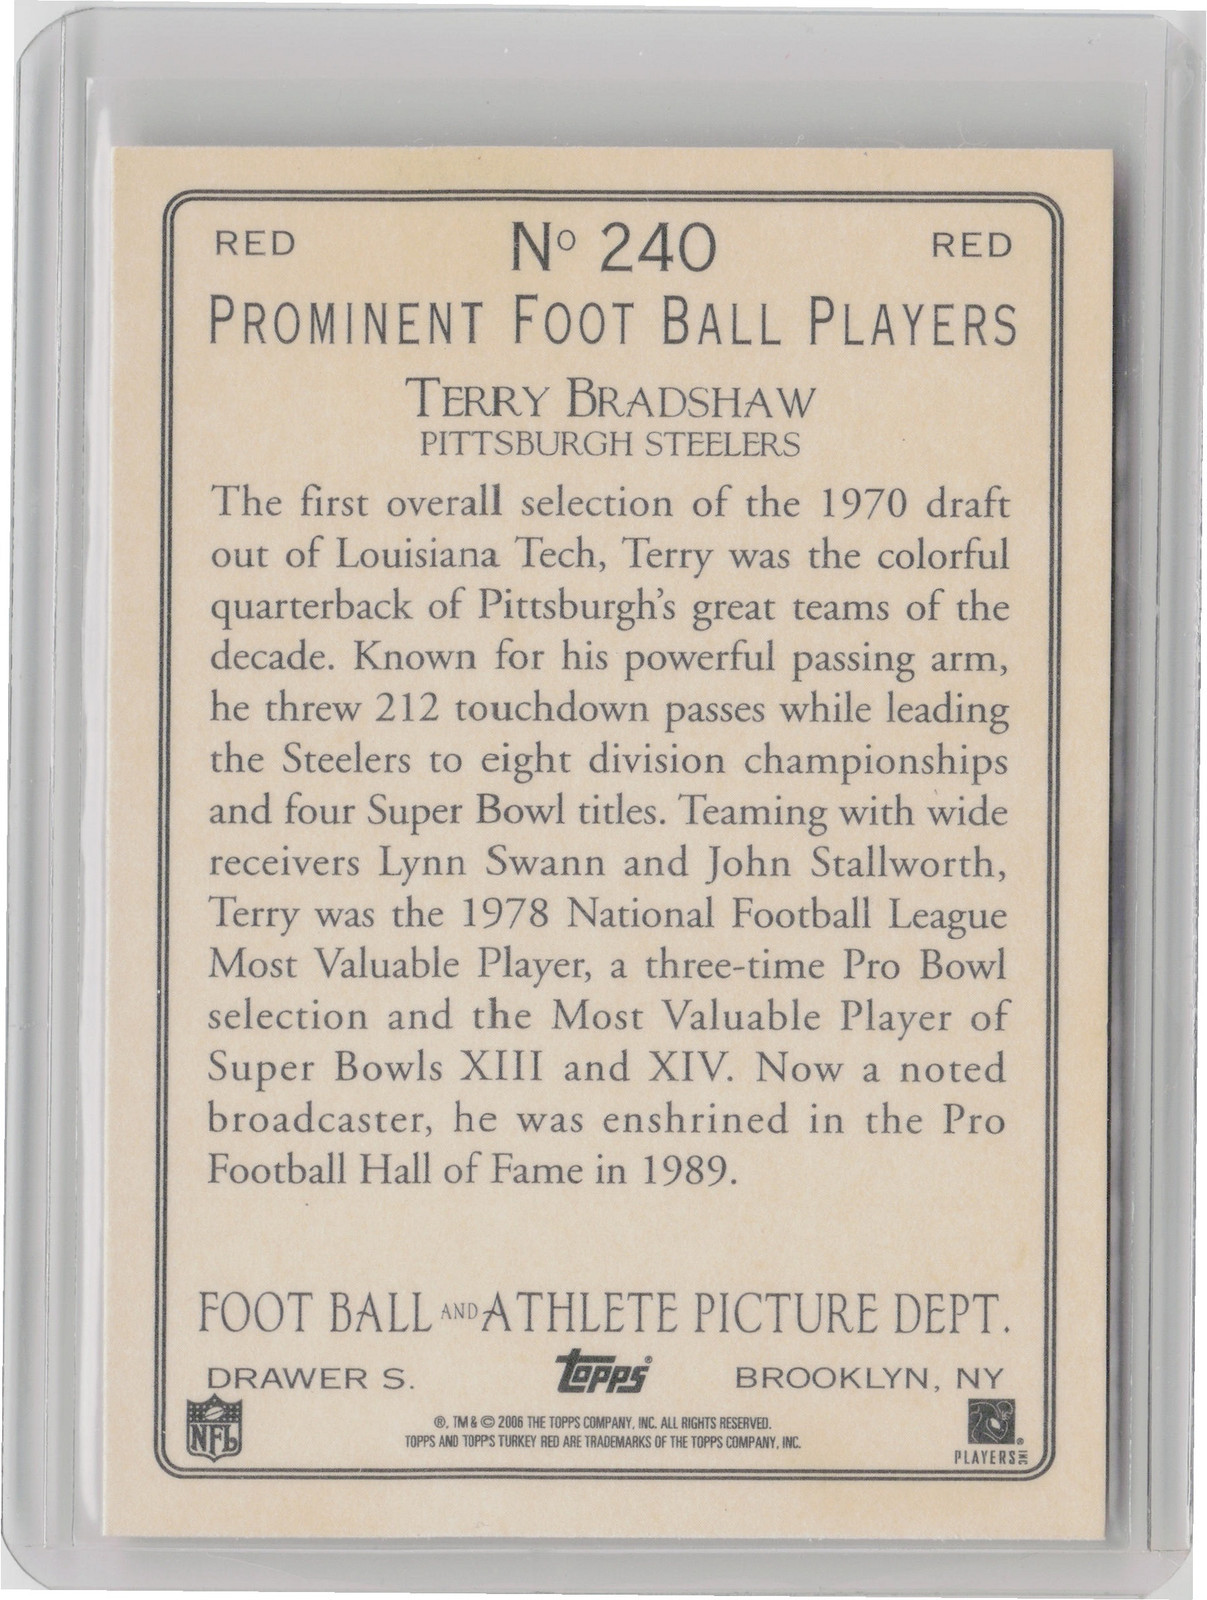 RED Nº 240 RED
PROMINENT FOOT BALL PLAYERS
TERRY BRADSHAW
PITTSBURGH STEELERS
The first overall selection of the 1970 draft
out of Louisiana Tech, Terry was the colorful
quarterback of Pittsburgh's great teams of the
decade. Known for his powerful passing arm,
he threw 212 touchdown passes while leading
the Steelers to eight division championships
and four Super Bowl titles. Teaming with wide
receivers Lynn Swann and John Stallworth,
Terry was the 1978 National Football League
Most Valuable Player, a three-time Pro Bowl
selection and the Most Valuable Player of
Super Bowls XIII and XIV. Now a noted
broadcaster, he was enshrined in the Pro
Football Hall of Fame in 1989.
FOOT BALL AND ATHLETE PICTURE DEPT.
DRAWER S. Topps® BROOKLYN, NY
NFL
®, TM & © 2006 THE TOPPS COMPANY, INC. ALL RIGHTS RESERVED.
TOPPS AND TOPPS TURKEY RED ARE TRADEMARKS OF THE TOPPS COMPANY, INC.
PLAYERS INC ®